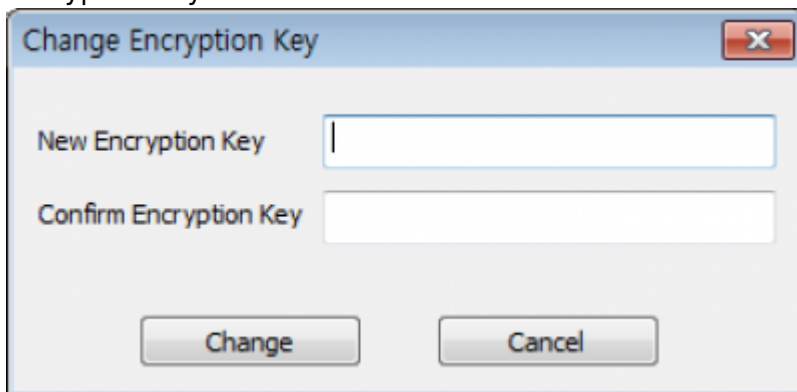 Change Encryption Key
New Encryption Key
Confirm Encryption Key
Change Cancel